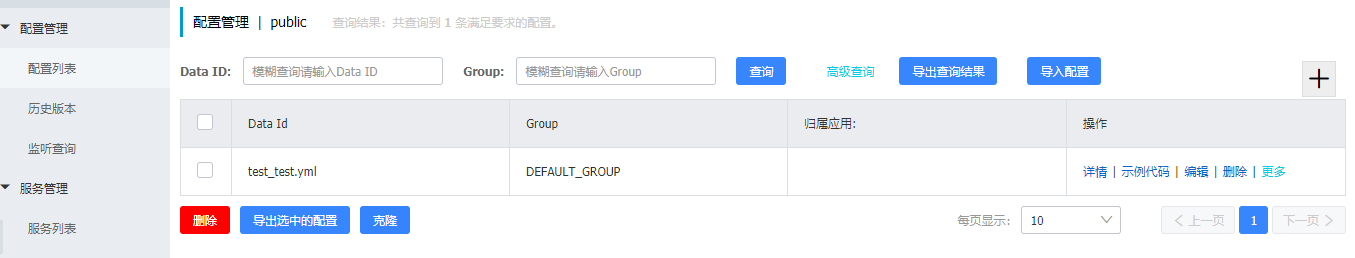 配置管理
配置列表
历史版本
监听查询
服务管理
服务列表
配置管理 | public 查询结果：共查询到 1 条满足要求的配置。
Data ID: 模糊查询请输入Data ID Group: 模糊查询请输入Group 查询 高级查询 导出查询结果 导入配置
Data Id Group 归属应用: 操作
test_test.yml DEFAULT_GROUP 详情 | 示例代码 | 编辑 | 删除 | 更多
删除 导出选中的配置 克隆 每页显示: 10 上一页 1 下一页